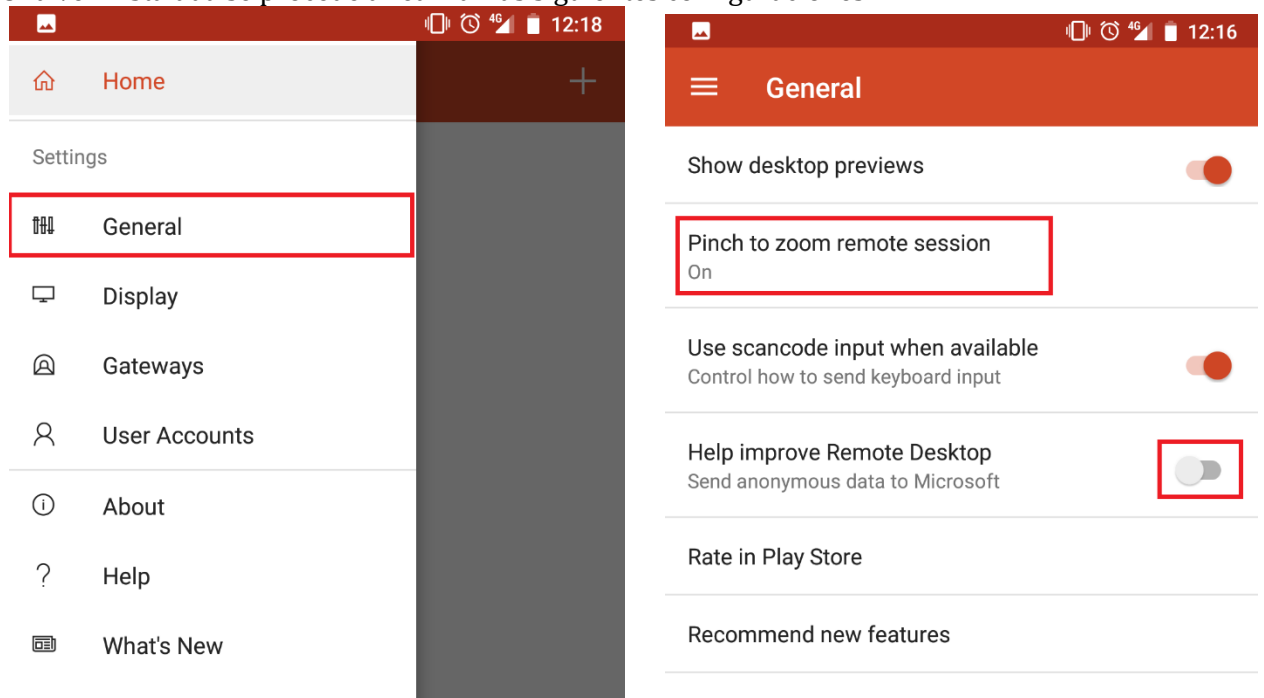 12:18
Home
Settings
General
Display
Gateways
User Accounts
About
Help
What's New
4G
12:16
General
Show desktop previews
Pinch to zoom remote session
On
Use scancode input when available
Control how to send keyboard input
Help improve Remote Desktop
Send anonymous data to Microsoft
Rate in Play Store
Recommend new features